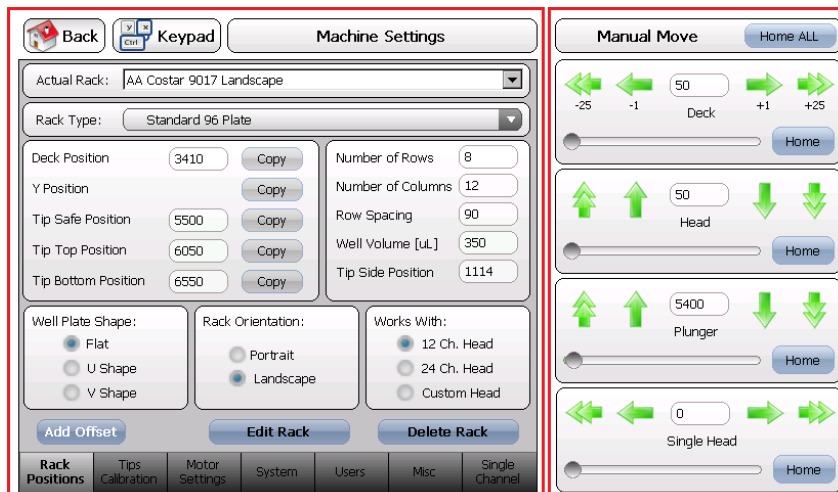 Back
y x
Ctrl
Keypad
Machine Settings
Actual Rack: AA Costar 9017 Landscape
Rack Type: Standard 96 Plate
Deck Position 3410 Copy
Y Position Copy
Tip Safe Position 5500 Copy
Tip Top Position 6050 Copy
Tip Bottom Position 6550 Copy
Number of Rows 8
Number of Columns 12
Row Spacing 90
Well Volume [uL] 350
Tip Side Position 1114
Well Plate Shape:
Flat
U Shape
V Shape
Rack Orientation:
Portrait
Landscape
Works With:
12 Ch. Head
24 Ch. Head
Custom Head
Add Offset
Edit Rack
Delete Rack
Rack Positions
Tips Calibration
Motor Settings
System
Users
Misc
Single Channel
Manual Move
Home ALL
50
-25 -1 Deck +1 +25
Home
50
Head
Home
5400
Plunger
Home
0
Single Head
Home